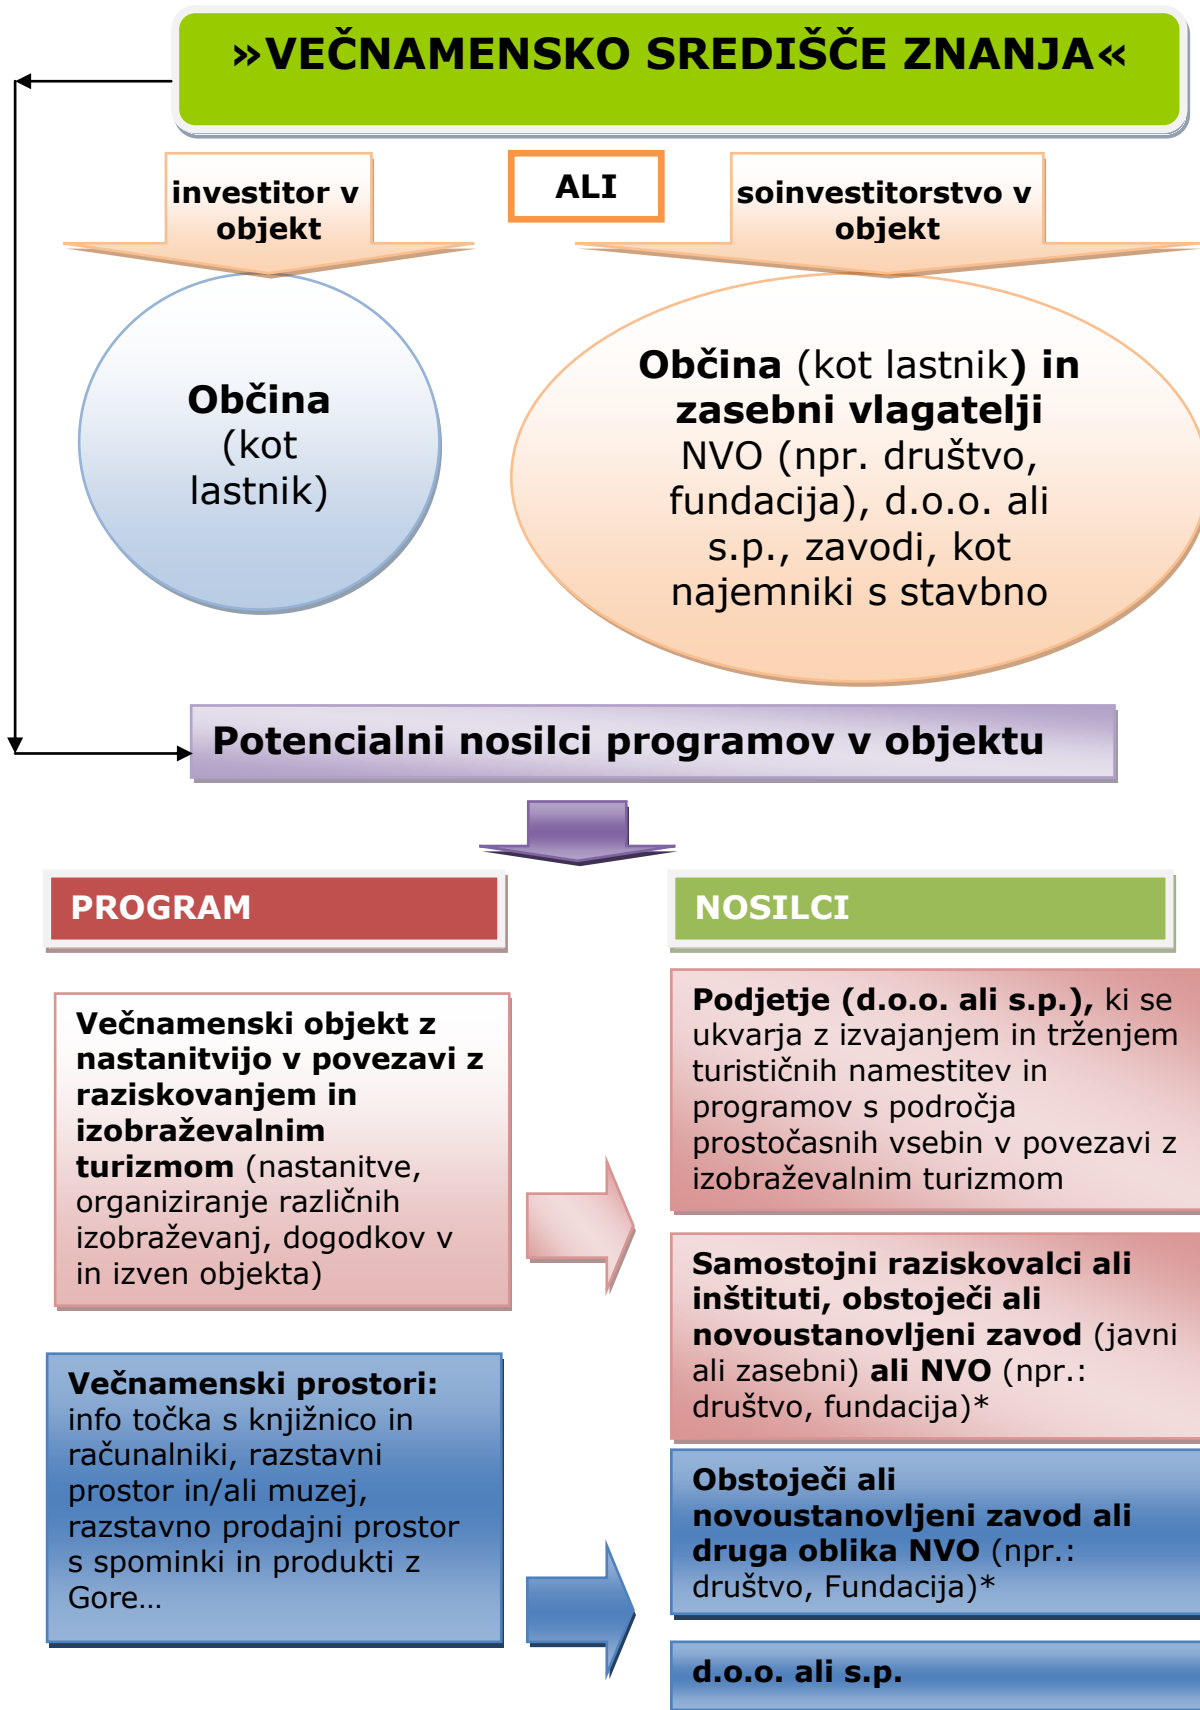 »VEČNAMENSKO SREDIŠČE ZNANJA«
investitor v
objekt
ALI
soinvestitorstvo v
objekt
Občina
(kot
lastnik)
Občina (kot lastnik) in
zasebni vlagatelji
NVO (npr. društvo,
fundacija), d.o.o. ali
s.p., zavodi, kot
najemniki s stavbno
Potencialni nosilci programov v objektu
PROGRAM
NOSILCI
Večnamenski objekt z
nastanitvijo v povezavi z
raziskovanjem in
izobraževalnim
turizmom (nastanitve,
organiziranje različnih
izobraževanj, dogodkov v
in izven objekta)
Podjetje (d.o.o. ali s.p.), ki se
ukvarja z izvajanjem in trženjem
turističnih namestitev in
programov s področja
prostočasnih vsebin v povezavi z
izobraževalnim turizmom
Samostojni raziskovalci ali
inštituti, obstoječi ali
novoustanovljeni zavod (javni
ali zasebni) ali NVO (npr.:
društvo, fundacija)*
Večnamenski prostori:
info točka s knjižnico in
računalniki, razstavni
prostor in/ali muzej,
razstavno prodajni prostor
s spominki in produkti z
Gore…
Obstoječi ali
novoustanovljeni zavod ali
druga oblika NVO (npr.:
društvo, Fundacija)*
d.o.o. ali s.p.